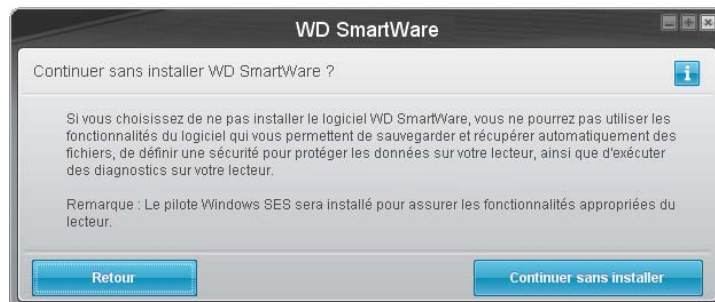 WD SmartWare
Continuer sans installer WD SmartWare ?
Si vous choisissez de ne pas installer le logiciel WD SmartWare, vous ne pourrez pas utiliser les
fonctionnalités du logiciel qui vous permettent de sauvegarder et récupérer automatiquement des
fichiers, de définir une sécurité pour protéger les données sur votre lecteur, ainsi que d'exécuter
des diagnostics sur votre lecteur.
Remarque : Le pilote Windows SES sera installé pour assurer les fonctionnalités appropriées du
lecteur.
Retour
Continuer sans installer